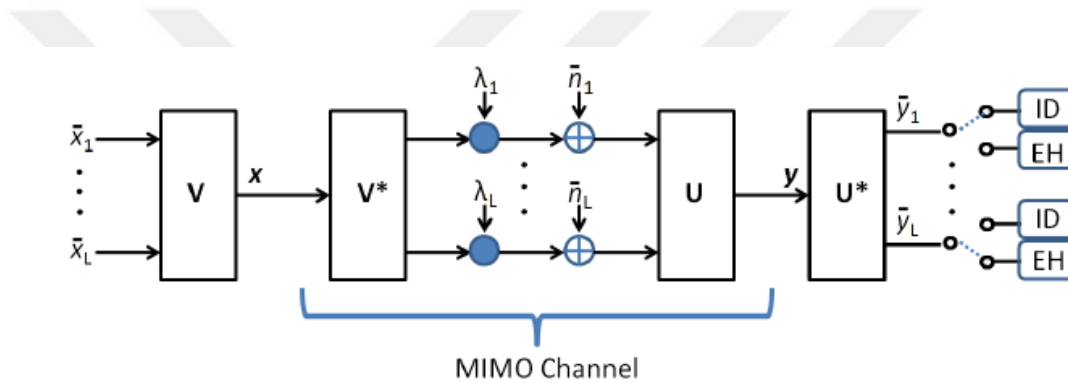 λ1 n̄1
x̄1 ȳ1 ID
EH
V x V* U y U*
λL n̄L
x̄L ȳL ID
EH
MIMO Channel